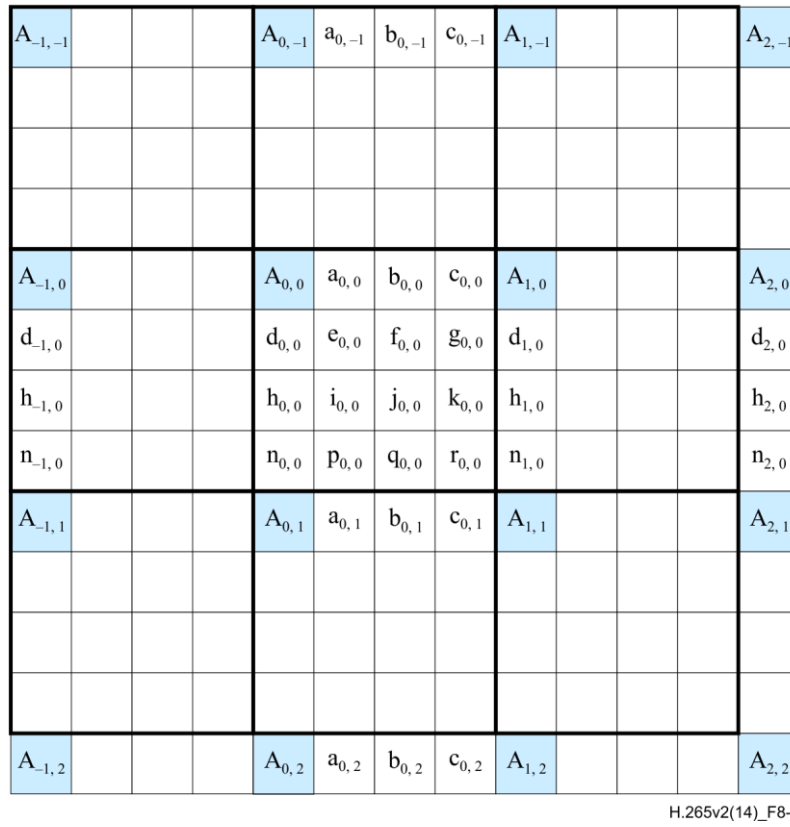 A–1, –1 A0, –1 a0, –1 b0, –1 c0, –1 A1, –1 A2, –1
A–1, 0 A0, 0 a0, 0 b0, 0 c0, 0 A1, 0 A2, 0
d–1, 0 d0, 0 e0, 0 f0, 0 g0, 0 d1, 0 d2, 0
h–1, 0 h0, 0 i0, 0 j0, 0 k0, 0 h1, 0 h2, 0
n–1, 0 n0, 0 p0, 0 q0, 0 r0, 0 n1, 0 n2, 0
A–1, 1 A0, 1 a0, 1 b0, 1 c0, 1 A1, 1 A2, 1
A–1, 2 A0, 2 a0, 2 b0, 2 c0, 2 A1, 2 A2, 2
H.265v2(14)_F8-